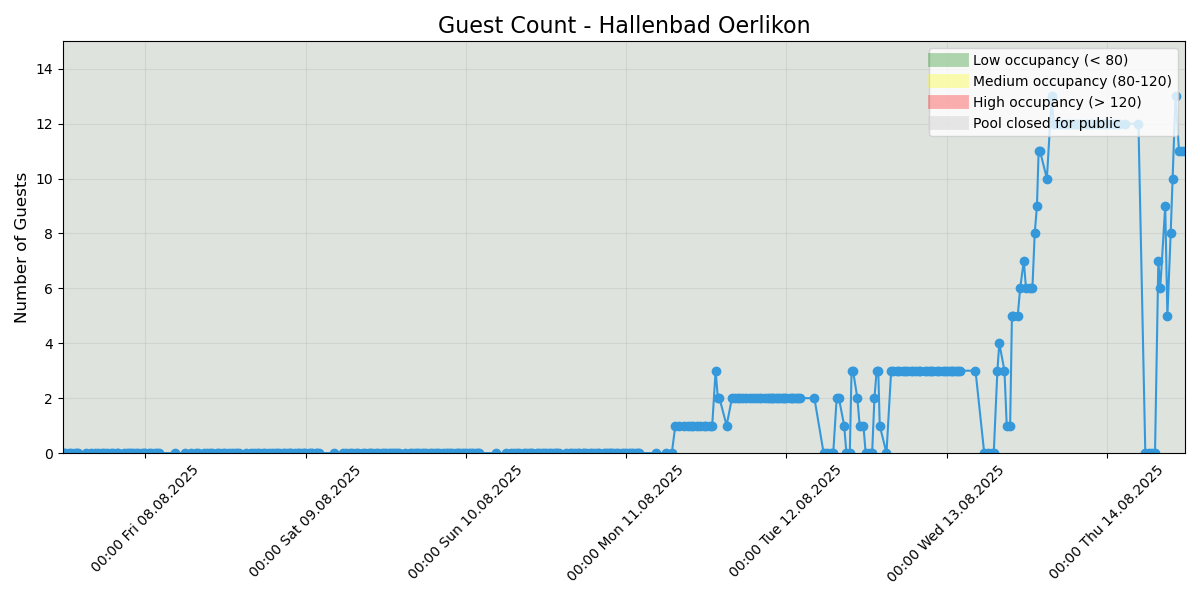 Guest Count - Hallenbad Oerlikon
Low occupancy (< 80)
Medium occupancy (80-120)
High occupancy (> 120)
Pool closed for public
Number of Guests
14
12
10
8
6
4
2
0
00:00 Fri 08.08.2025
00:00 Sat 09.08.2025
00:00 Sun 10.08.2025
00:00 Mon 11.08.2025
00:00 Tue 12.08.2025
00:00 Wed 13.08.2025
00:00 Thu 14.08.2025